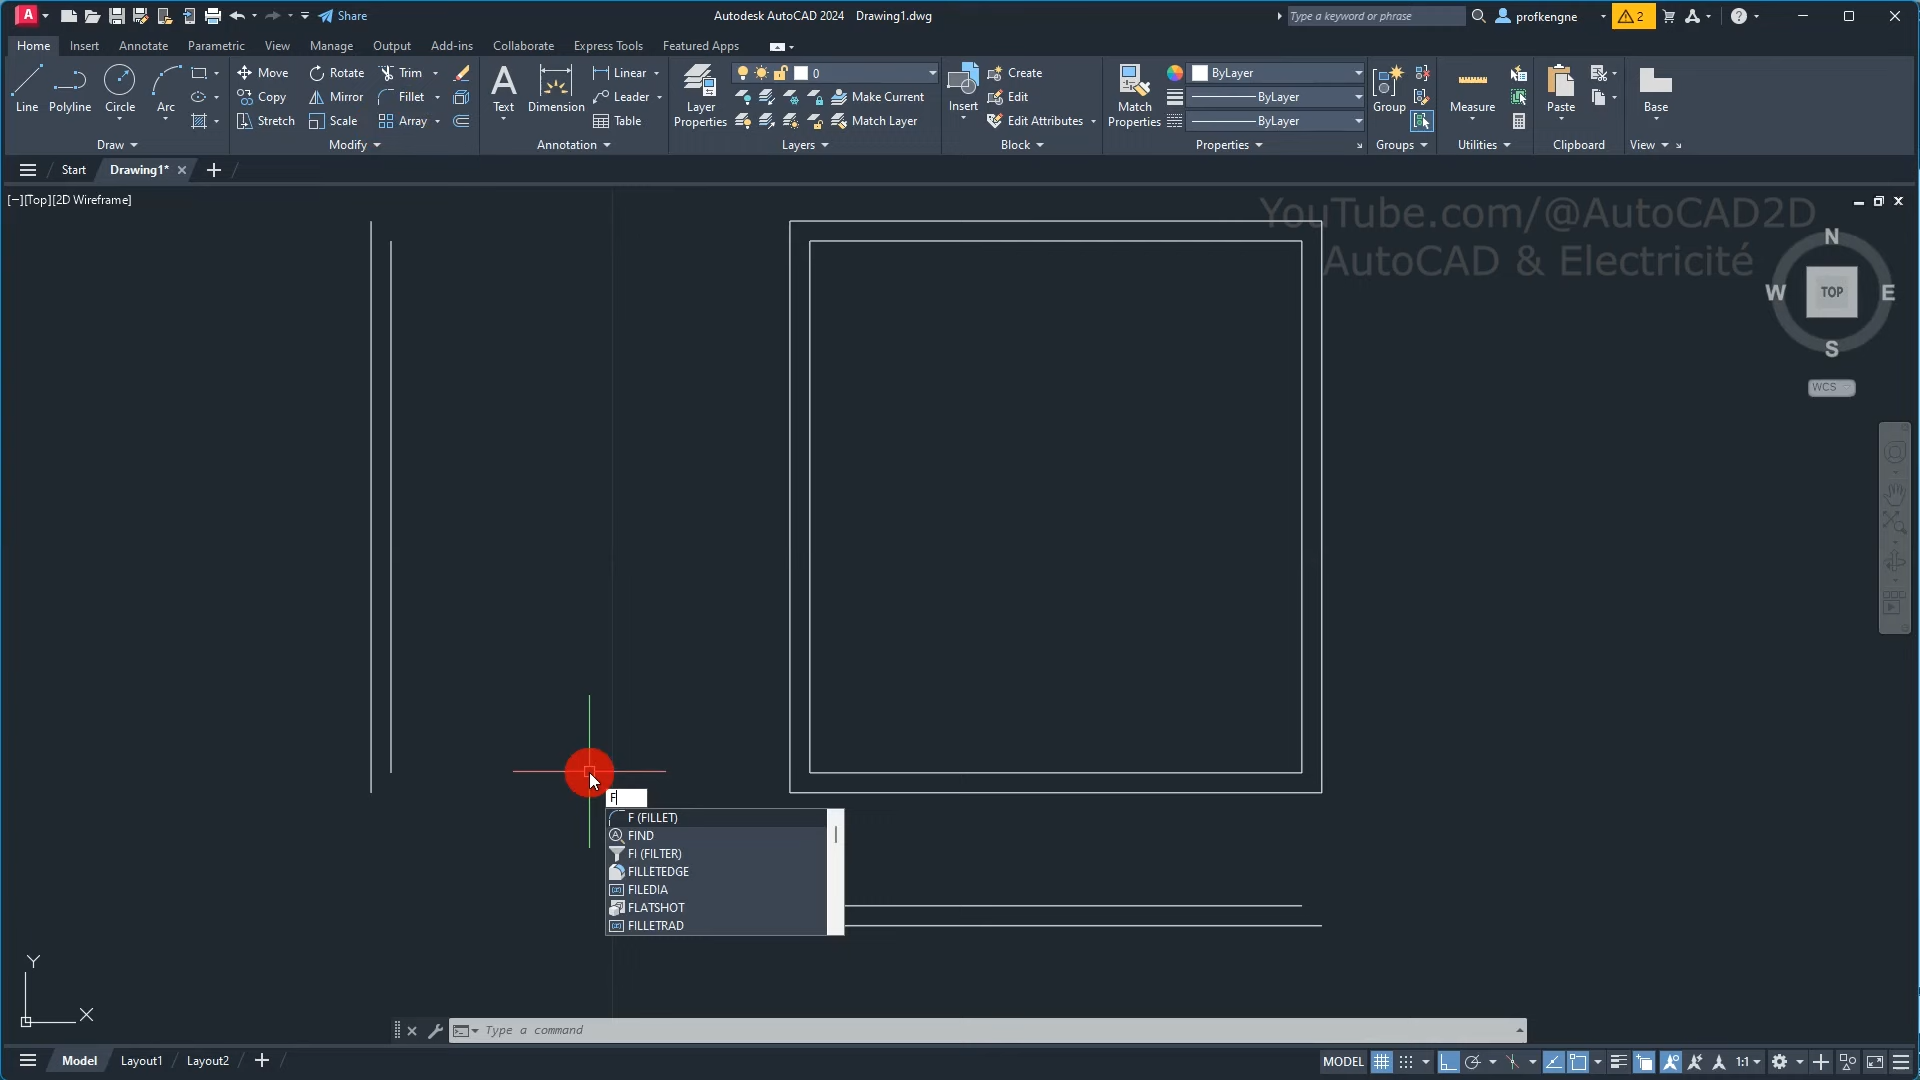 A Share Autodesk AutoCAD 2024 Drawing1.dwg Type a keyword or phrase profkengne 2
Home Insert Annotate Parametric View Manage Output Add-ins Collaborate Express Tools Featured Apps
Move Rotate Trim Linear 0 Create ByLayer
Copy Mirror Fillet Leader Make Current Edit ByLayer
Stretch Scale Array Table Match Layer Edit Attributes ByLayer
Line Polyline Circle Arc A Text Dimension Layer Properties Insert Match Properties Group Measure Paste Base
Draw Modify Annotation Layers Block Properties Groups Utilities Clipboard View
Start Drawing1*
[−][Top][2D Wireframe]
YouTube.com/@AutoCAD2D
AutoCAD & Electricité
N
W TOP E
S
WCS
F
F (FILLET)
FIND
FI (FILTER)
FILLETEDGE
FILEDIA
FLATSHOT
FILLETRAD
Y
X
Type a command
Model Layout1 Layout2 MODEL 1:1